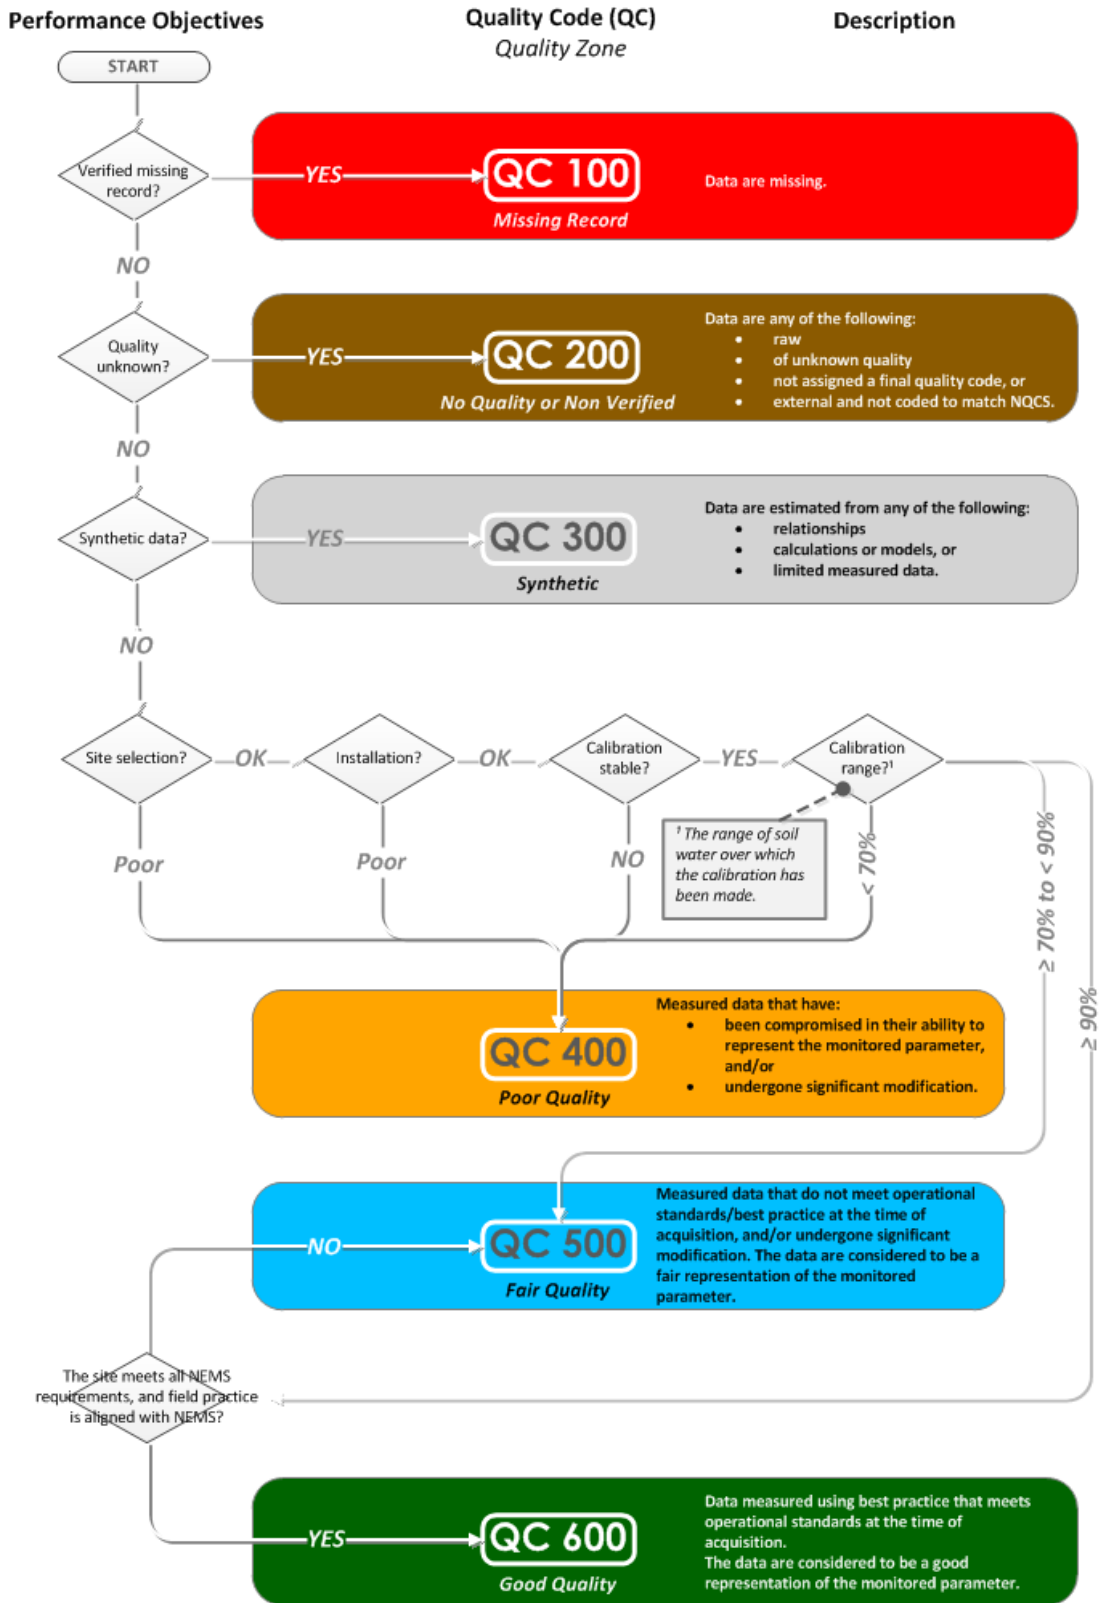 Performance Objectives
Quality Code (QC)
Quality Zone
Description
START
Verified missing
record?
YES
QC 100
Missing Record
Data are missing.
NO
Quality
unknown?
YES
QC 200
No Quality or Non Verified
Data are any of the following:
• raw
• of unknown quality
• not assigned a final quality code, or
• external and not coded to match NQCS.
NO
Synthetic data?
YES
QC 300
Synthetic
Data are estimated from any of the following:
• relationships
• calculations or models, or
• limited measured data.
NO
Site selection?
OK
Installation?
OK
Calibration
stable?
YES
Calibration
range?¹
Poor
Poor
NO
¹ The range of soil
water over which
the calibration has
been made.
< 70%
≥ 70% to < 90%
≥ 90%
QC 400
Poor Quality
Measured data that have:
• been compromised in their ability to
represent the monitored parameter,
and/or
• undergone significant modification.
NO
QC 500
Fair Quality
Measured data that do not meet operational
standards/best practice at the time of
acquisition, and/or undergone significant
modification. The data are considered to be a
fair representation of the monitored
parameter.
The site meets all NEMS
requirements, and field practice
is aligned with NEMS?
YES
QC 600
Good Quality
Data measured using best practice that meets
operational standards at the time of
acquisition.
The data are considered to be a good
representation of the monitored parameter.